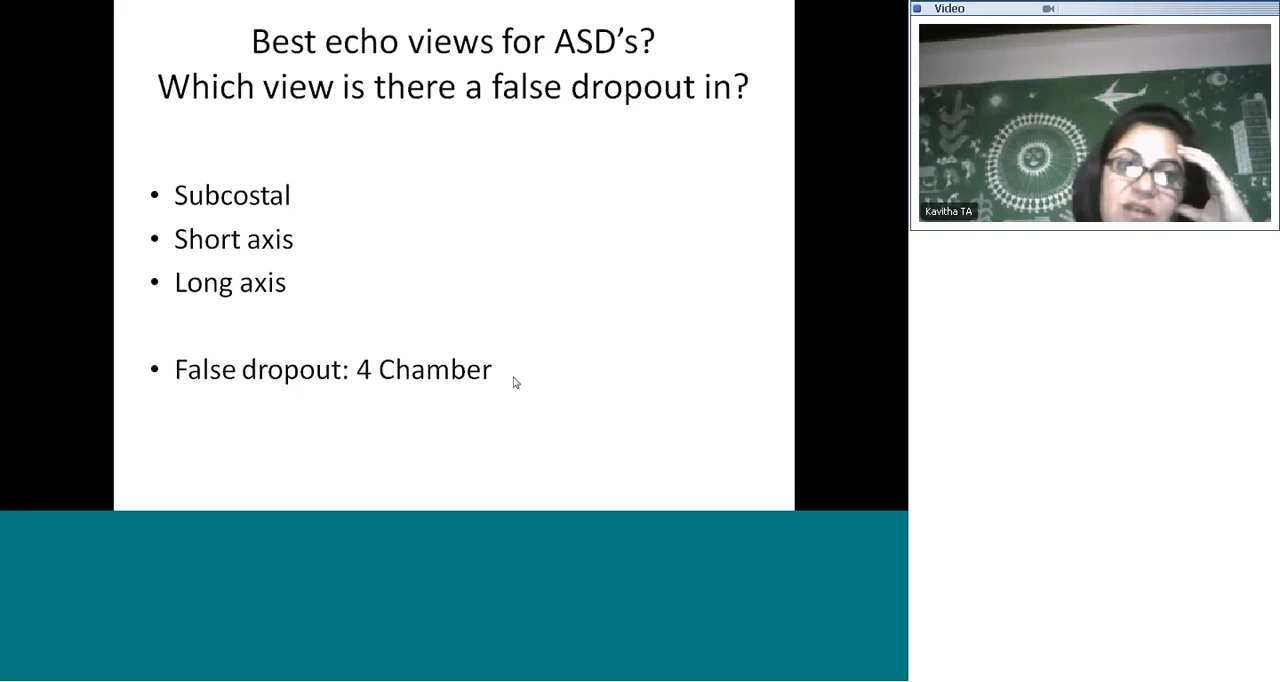 Best echo views for ASD’s?
Which view is there a false dropout in?
• Subcostal
• Short axis
• Long axis
• False dropout: 4 Chamber
Video
Kavitha TA